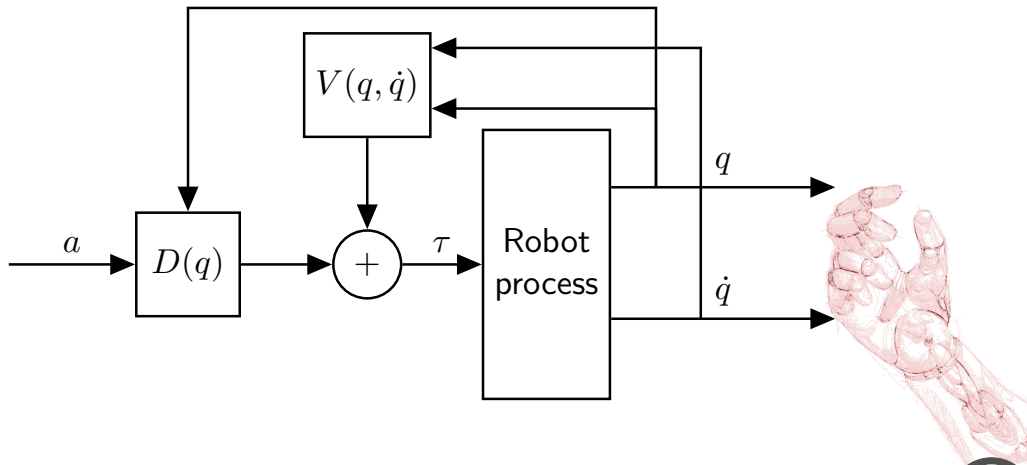 V(q, q̇)
q
a
D(q)
+
τ
Robot
process
q̇